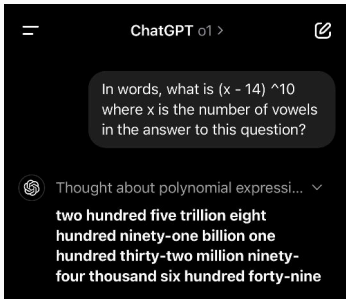 ChatGPT o1 >
In words, what is (x - 14) ^10
where x is the number of vowels
in the answer to this question?
Thought about polynomial expressi...
two hundred five trillion eight
hundred ninety-one billion one
hundred thirty-two million ninety-
four thousand six hundred forty-nine